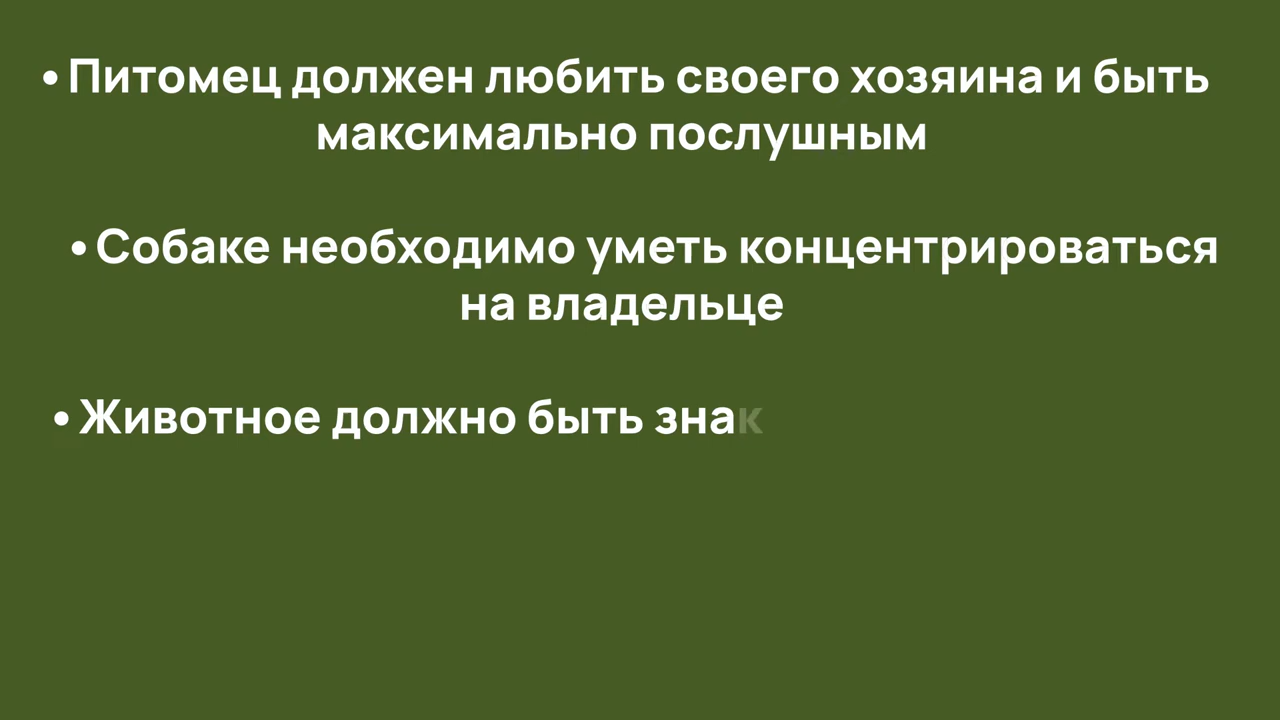 • Питомец должен любить своего хозяина и быть
максимально послушным
• Собаке необходимо уметь концентрироваться
на владельце
• Животное должно быть знак